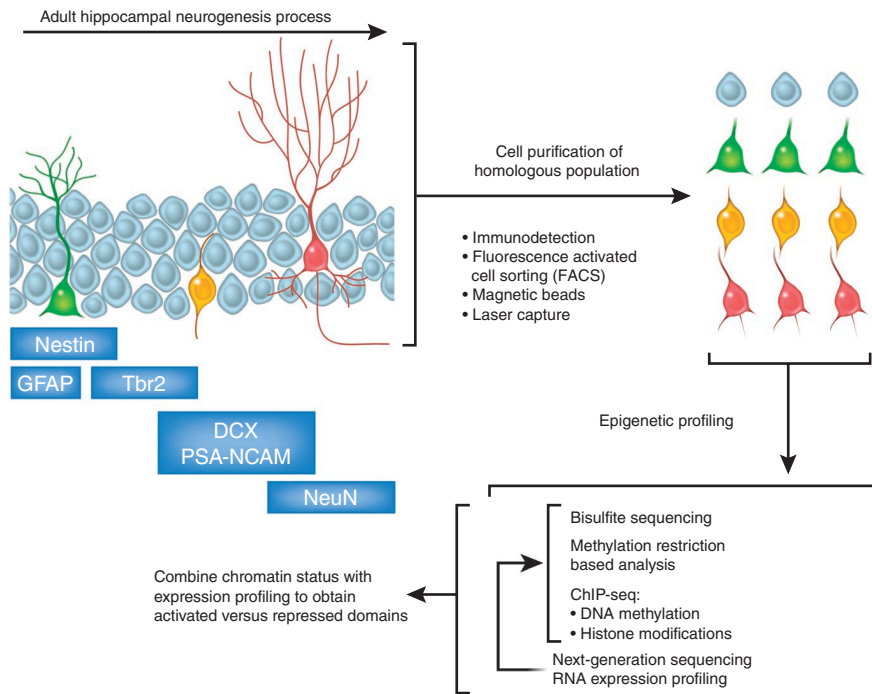 Adult hippocampal neurogenesis process
Cell purification of
homologous population
• Immunodetection
• Fluorescence activated
cell sorting (FACS)
• Magnetic beads
• Laser capture
Nestin
GFAP
Tbr2
DCX
PSA-NCAM
NeuN
Epigenetic profiling
Bisulfite sequencing
Methylation restriction
based analysis
ChIP-seq:
• DNA methylation
• Histone modifications
Next-generation sequencing
RNA expression profiling
Combine chromatin status with
expression profiling to obtain
activated versus repressed domains